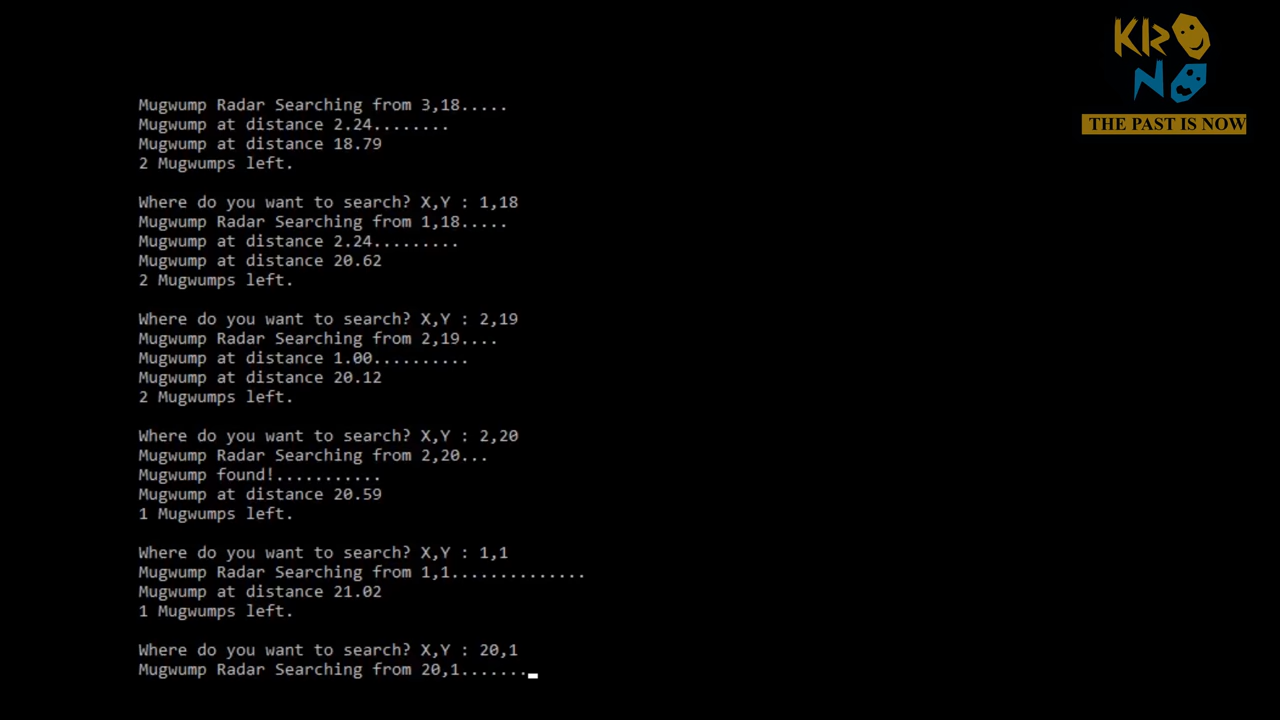 KRONO
THE PAST IS NOW
Mugwump Radar Searching from 3,18.....
Mugwump at distance 2.24........
Mugwump at distance 18.79
2 Mugwumps left.
Where do you want to search? X,Y : 1,18
Mugwump Radar Searching from 1,18.....
Mugwump at distance 2.24.........
Mugwump at distance 20.62
2 Mugwumps left.
Where do you want to search? X,Y : 2,19
Mugwump Radar Searching from 2,19....
Mugwump at distance 1.00..........
Mugwump at distance 20.12
2 Mugwumps left.
Where do you want to search? X,Y : 2,20
Mugwump Radar Searching from 2,20...
Mugwump found!...........
Mugwump at distance 20.59
1 Mugwumps left.
Where do you want to search? X,Y : 1,1
Mugwump Radar Searching from 1,1..............
Mugwump at distance 21.02
1 Mugwumps left.
Where do you want to search? X,Y : 20,1
Mugwump Radar Searching from 20,1.......